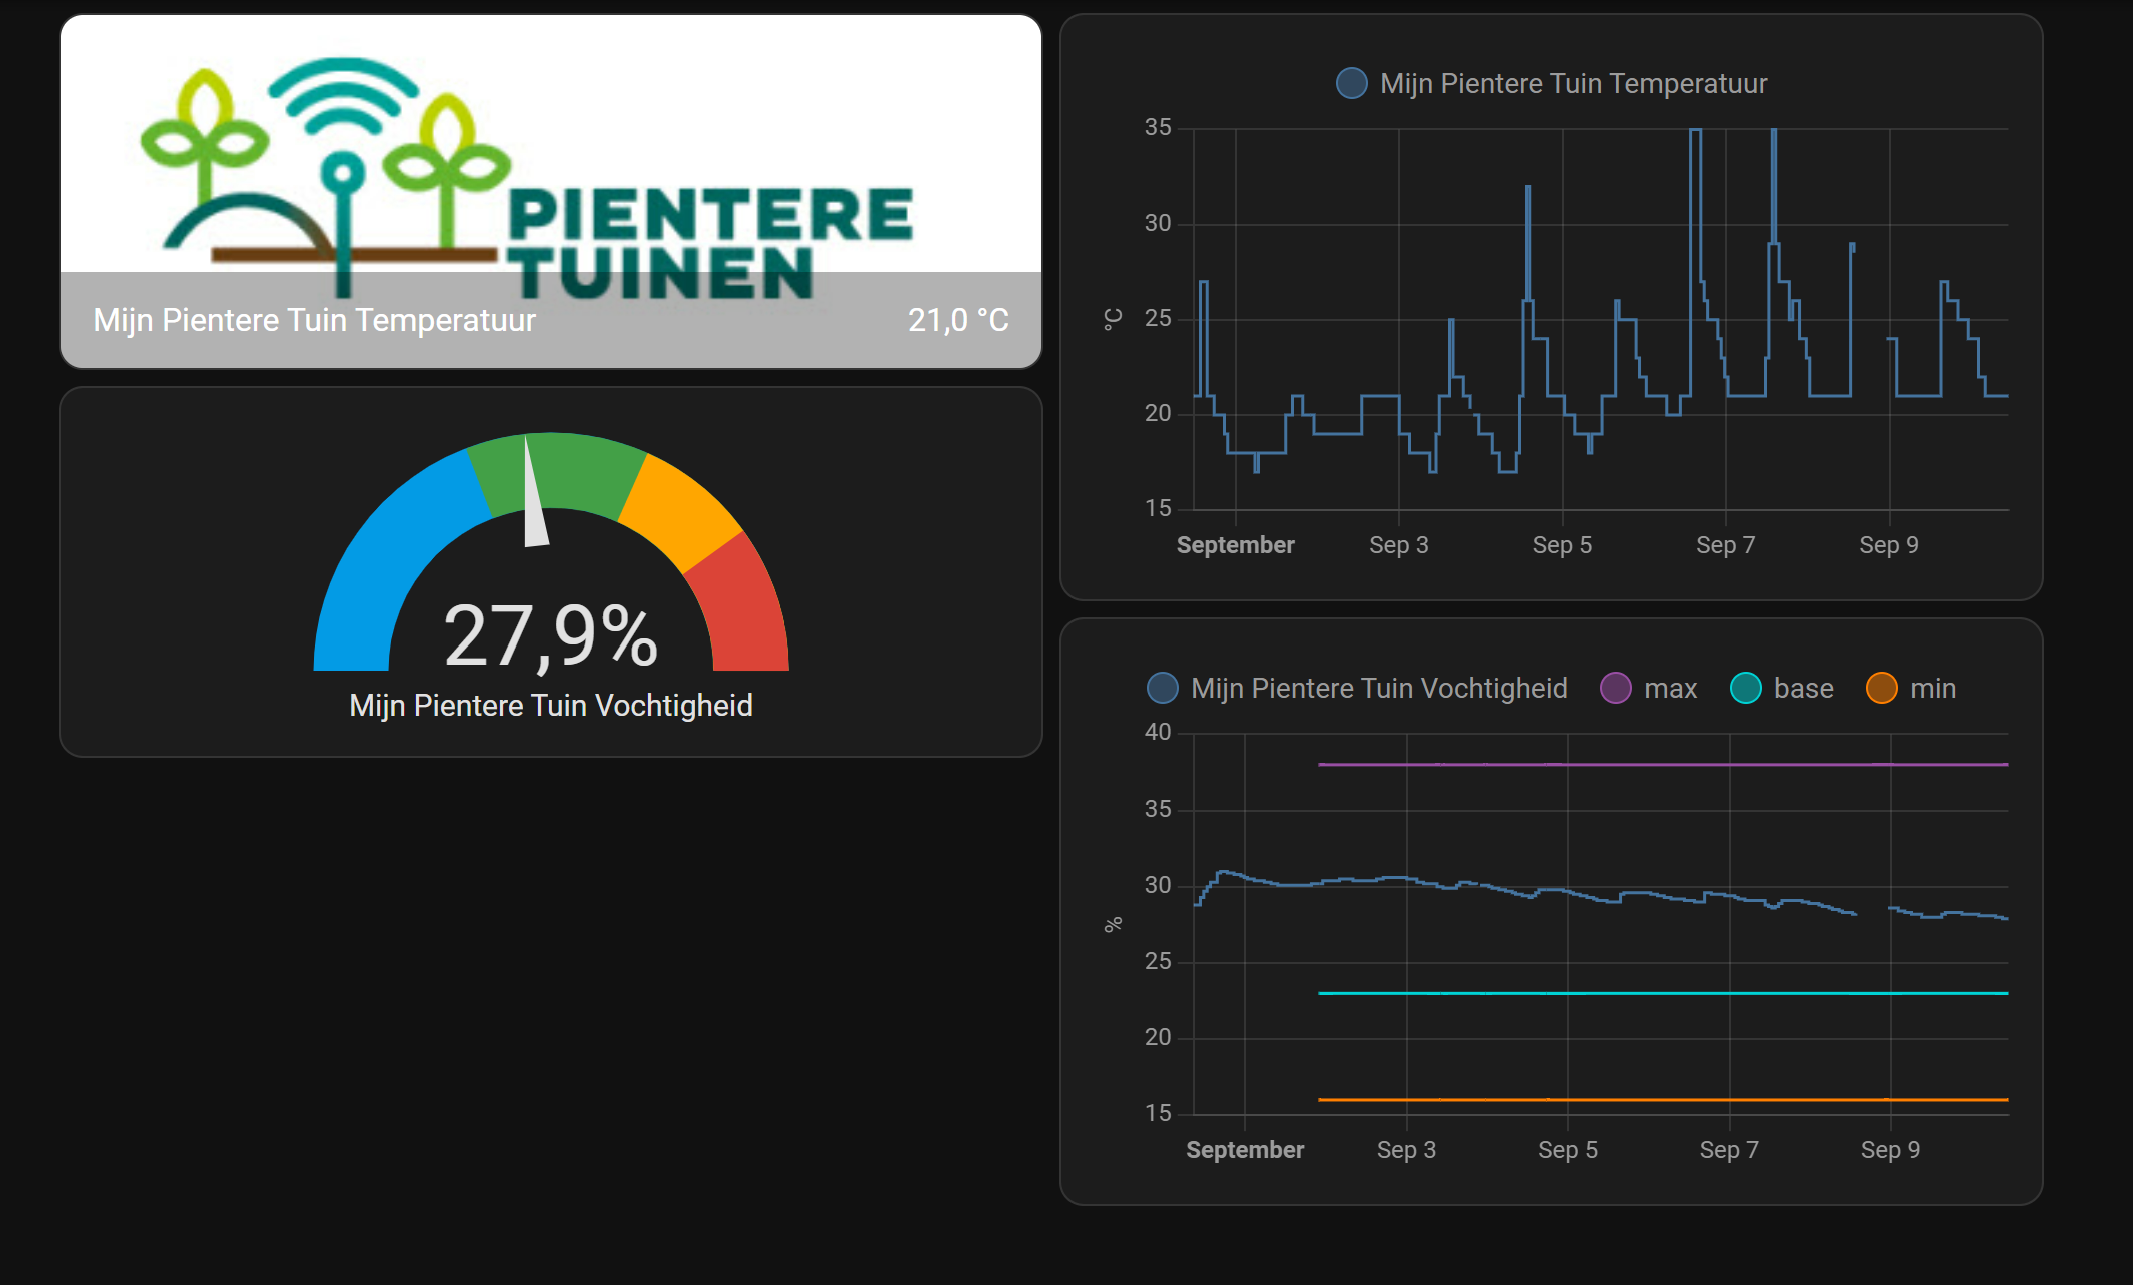 PIENTERE
TUINEN
Mijn Pientere Tuin Temperatuur 21,0 °C
27,9%
Mijn Pientere Tuin Vochtigheid
Mijn Pientere Tuin Temperatuur
35
30
25
20
15
°C
September Sep 3 Sep 5 Sep 7 Sep 9
Mijn Pientere Tuin Vochtigheid max base min
40
35
30
25
20
15
%
September Sep 3 Sep 5 Sep 7 Sep 9